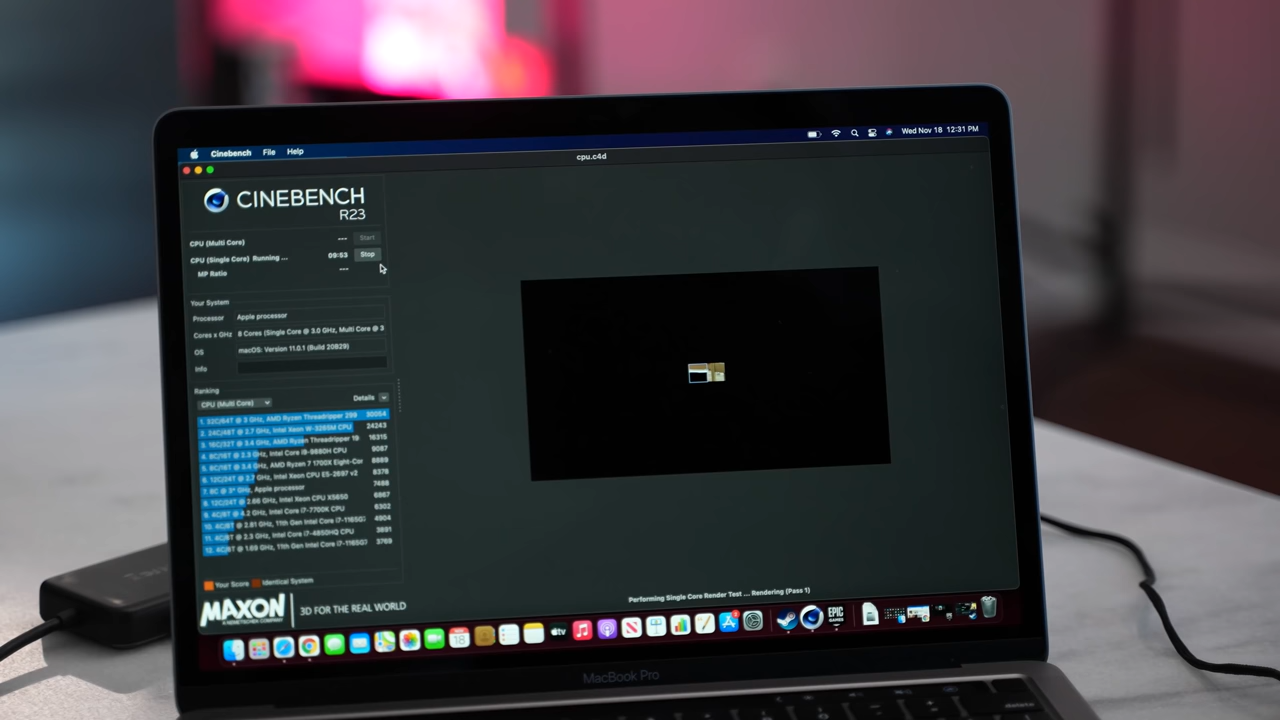 Cinebench File Help
Wed Nov 18 12:31 PM
cpu.c4d
CINEBENCH
R23
CPU (Multi Core) --- Start
CPU (Single Core) Running ... 09:53 Stop
MP Ratio ---
Your System
Processor Apple processor
Cores x GHz 8 Cores (Single Core @ 3.0 GHz, Multi Core @ 3
OS macOS: Version 11.0.1 (Build 20B29)
Info
Ranking
CPU (Multi Core) Details
1. 32C/64T @ 3 GHz, AMD Ryzen Threadripper 299 30054
2. 24C/48T @ 2.7 GHz, Intel Xeon W-3265M CPU 24243
3. 16C/32T @ 3.4 GHz, AMD Ryzen Threadripper 19 16315
4. 8C/16T @ 2.3 GHz, Intel Core i9-9880H CPU 9087
5. 8C/16T @ 3.4 GHz, AMD Ryzen 7 1700X Eight-Cor 8889
6. 12C/24T @ 2.7 GHz, Intel Xeon CPU E5-2697 v2 8378
7. 8C @ 3* GHz, Apple processor 7488
8. 12C/24T @ 2.66 GHz, Intel Xeon CPU X5650 6867
9. 4C/8T @ 4.2 GHz, Intel Core i7-7700K CPU 6302
10. 4C/8T @ 2.81 GHz, 11th Gen Intel Core i7-1165G7 4904
11. 4C/8T @ 2.3 GHz, Intel Core i7-4850HQ CPU 3891
12. 4C/8T @ 1.69 GHz, 11th Gen Intel Core i7-1165G7 3769
Your Score Identical System
MAXON 3D FOR THE REAL WORLD
A NEMETSCHEK COMPANY
Performing Single Core Render Test ... Rendering (Pass 1)
18
tv
EPIC
GAMES
MacBook Pro
delete